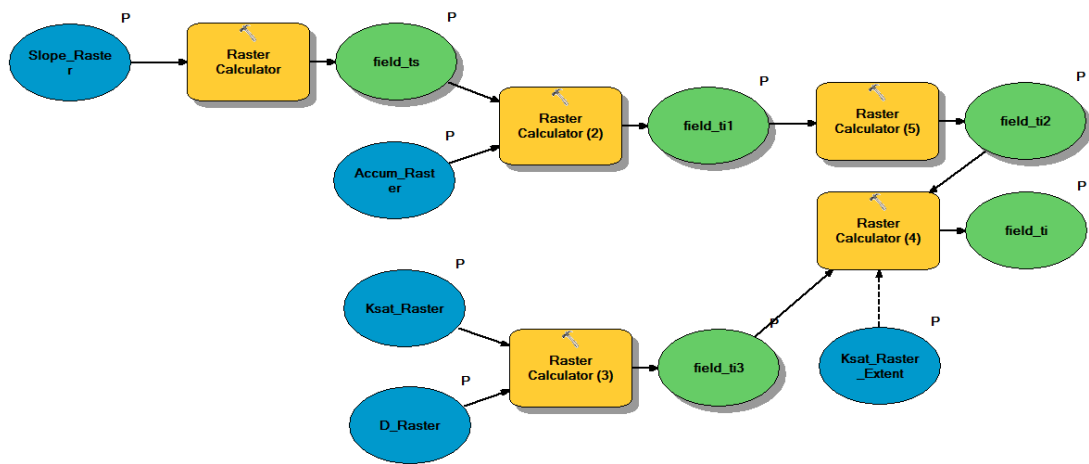 P
Slope_Raste
r
Raster
Calculator
P
field_ts
P
Accum_Rast
er
Raster
Calculator (2)
P
field_ti1
Raster
Calculator (5)
P
field_ti2
Raster
Calculator (4)
P
field_ti
P
Ksat_Raster
P
D_Raster
Raster
Calculator (3)
P
field_ti3
P
Ksat_Raster
_Extent